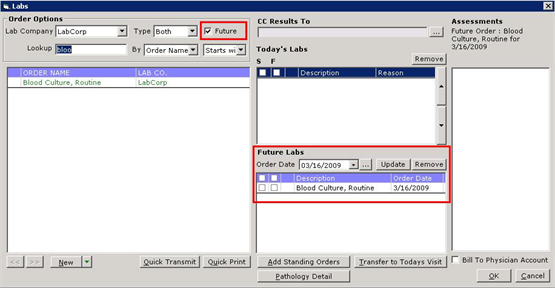 Labs
Order Options
Lab Company LabCorp Type Both Future
Lookup bloo By Order Name Starts wi
ORDER NAME LAB CO.
Blood Culture, Routine LabCorp
<< >> New Quick Transmit Quick Print
CC Results To
...
Today's Labs
Remove
S F
Description Reason
Future Labs
Order Date 03/16/2009 ... Update Remove
Description Order Date
Blood Culture, Routine 3/16/2009
Add Standing Orders Transfer to Todays Visit
Pathology Detail
Assessments
Future Order : Blood
Culture, Routine for
3/16/2009
Bill To Physician Account
OK Cancel